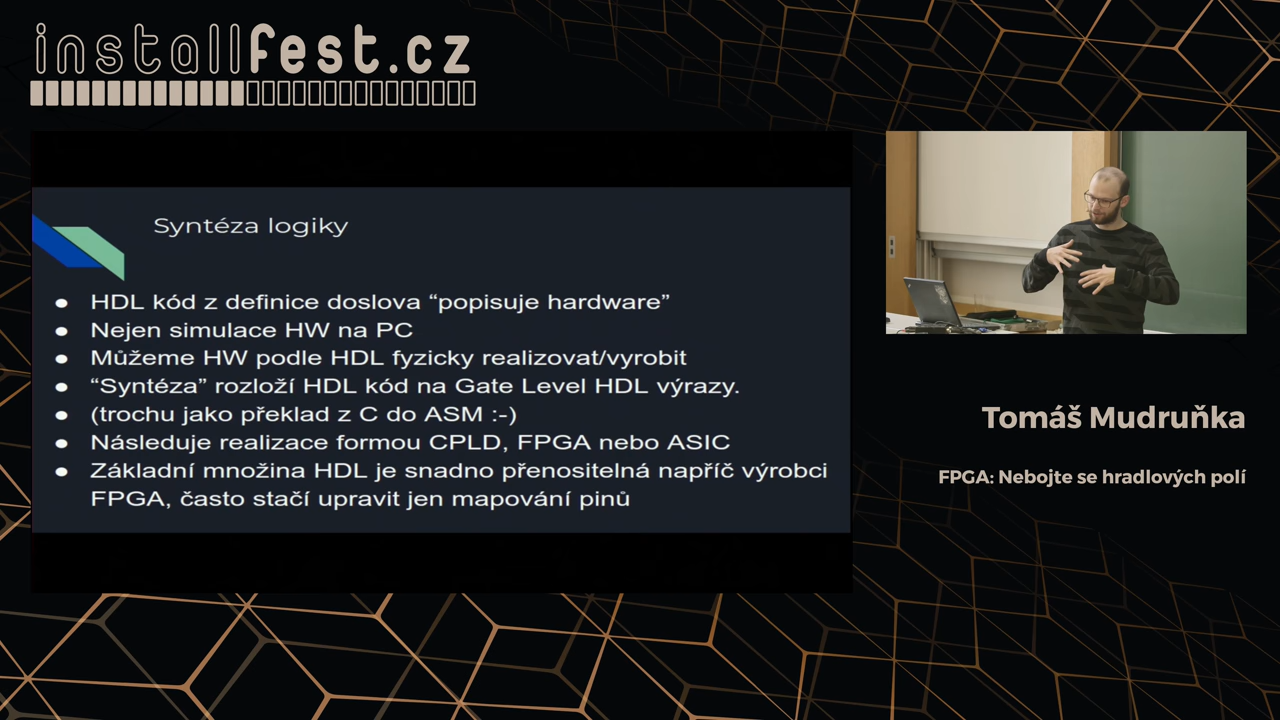 installfest.cz
Syntéza logiky
● HDL kód z definice doslova “popisuje hardware”
● Nejen simulace HW na PC
● Můžeme HW podle HDL fyzicky realizovat/vyrobit
● “Syntéza” rozloží HDL kód na Gate Level HDL výrazy.
● (trochu jako překlad z C do ASM :-)
● Následuje realizace formou CPLD, FPGA nebo ASIC
● Základní množina HDL je snadno přenositelná napříč výrobci
FPGA, často stačí upravit jen mapování pinů
Tomáš Mudruňka
FPGA: Nebojte se hradlových polí